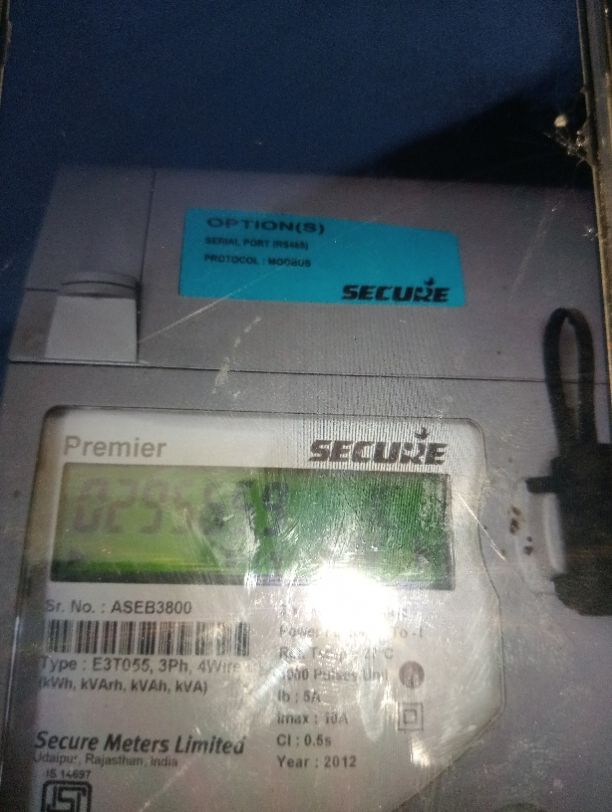 OPTION(S)
SERIAL PORT (RS485)
PROTOCOL : MODBUS
SECURE
Premier
SECURE
Sr. No. : ASEB3800
Type : E3T055, 3Ph, 4Wire
(kWh, kVArh, kVAh, kVA)
Pulses
Ib : 5A
Imax : 10A
Cl : 0.5s
Year : 2012
Secure Meters Limited
Udaipur, Rajasthan, India
IS 14697